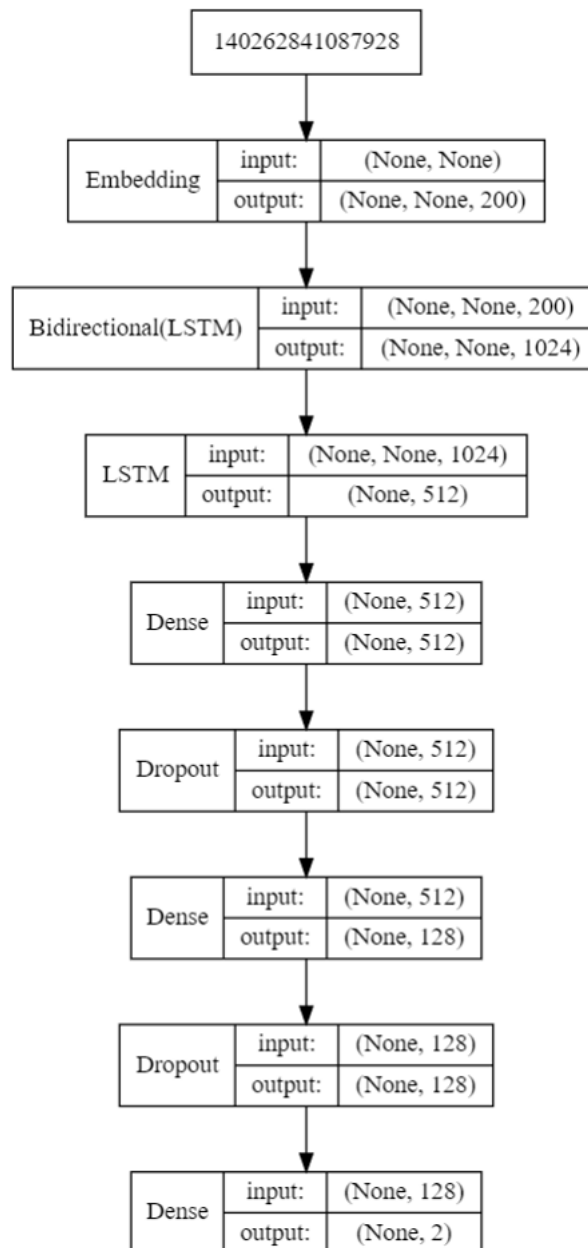 140262841087928
Embedding
input: (None, None)
output: (None, None, 200)
Bidirectional(LSTM)
input: (None, None, 200)
output: (None, None, 1024)
LSTM
input: (None, None, 1024)
output: (None, 512)
Dense
input: (None, 512)
output: (None, 512)
Dropout
input: (None, 512)
output: (None, 512)
Dense
input: (None, 512)
output: (None, 128)
Dropout
input: (None, 128)
output: (None, 128)
Dense
input: (None, 128)
output: (None, 2)